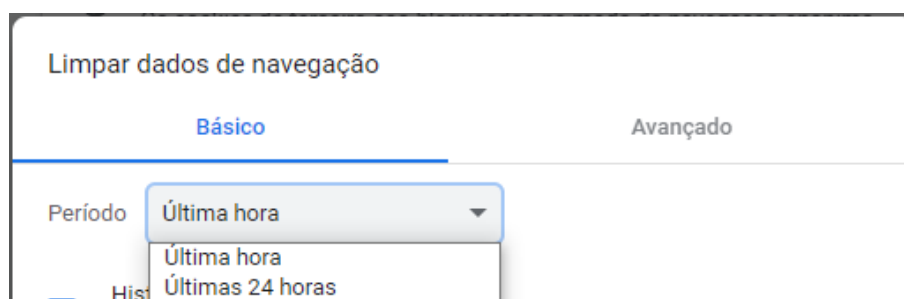 Limpar dados de navegação
Básico Avançado
Período Última hora
Última hora
Últimas 24 horas